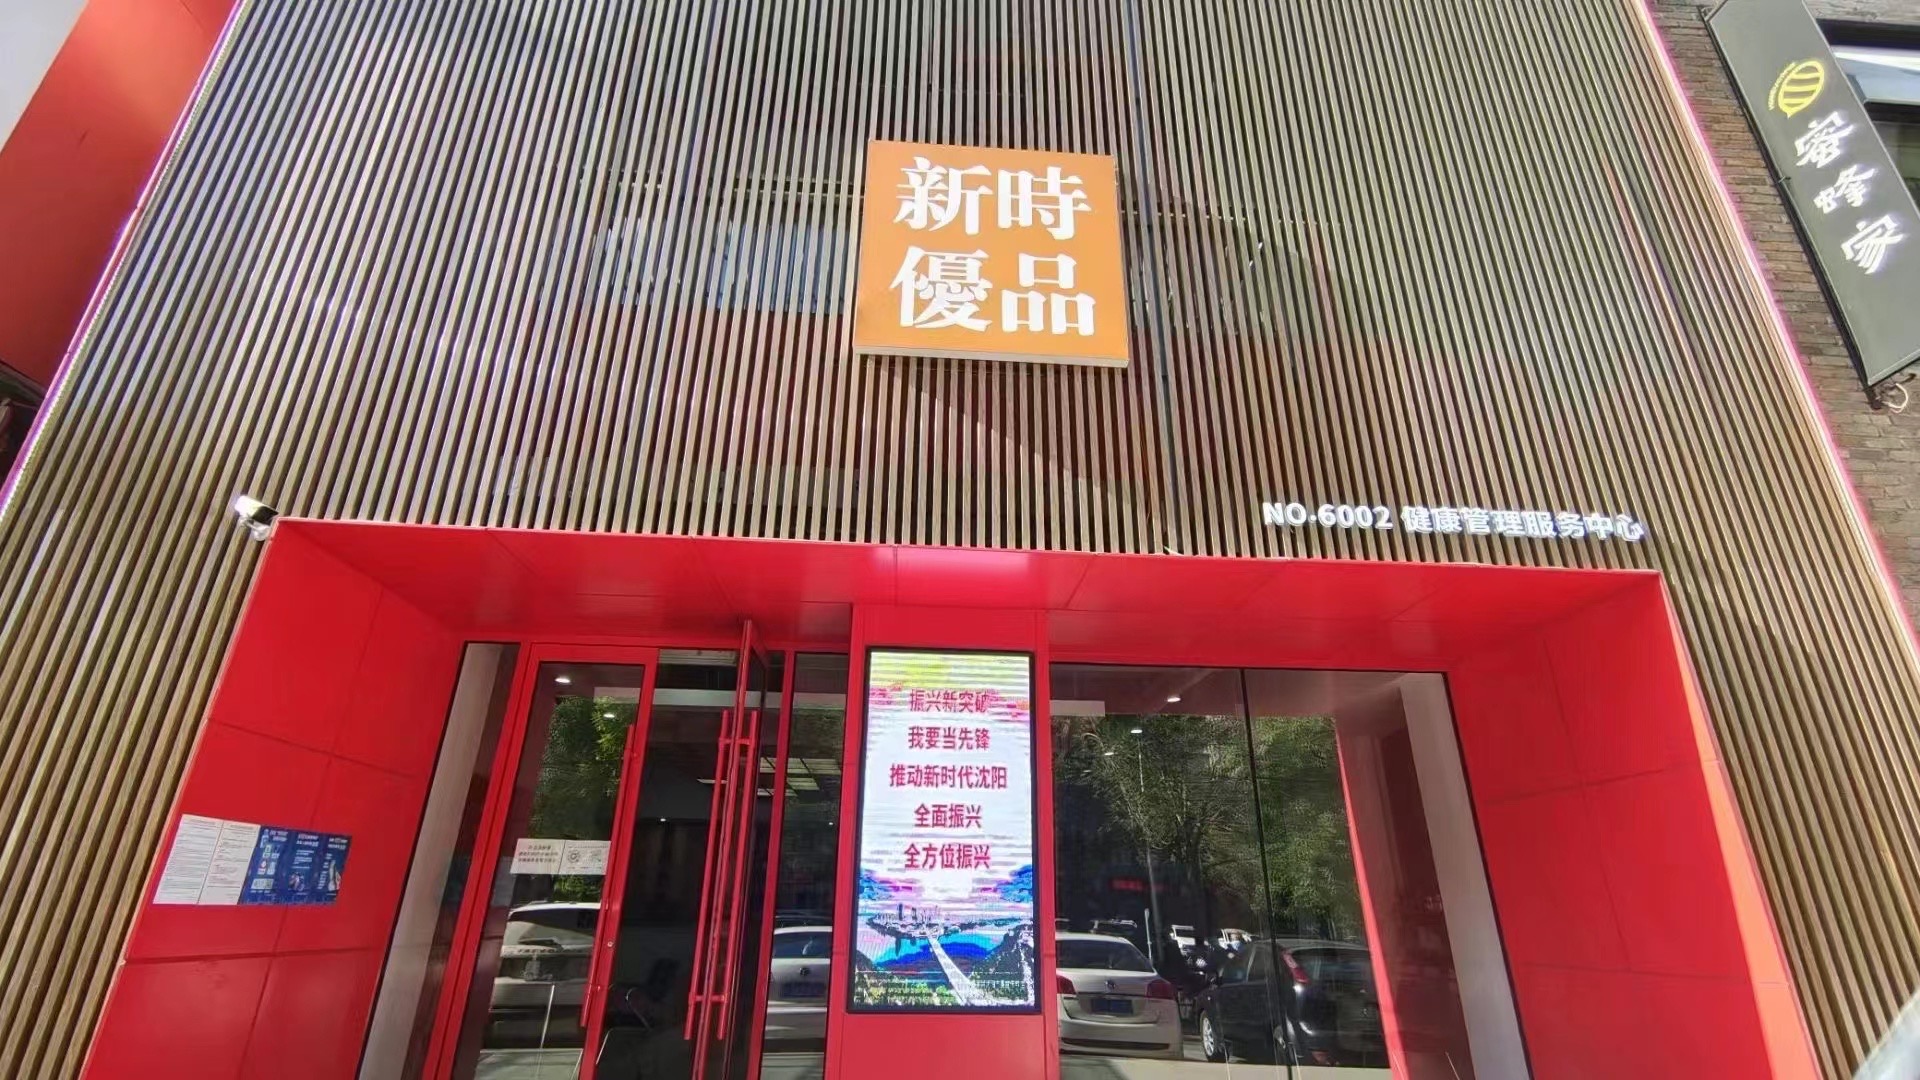 新時
優品
蜜蜂家
NO.6002 健康管理服务中心
振兴新突破
我要当先锋
推动新时代沈阳
全面振兴
全方位振兴